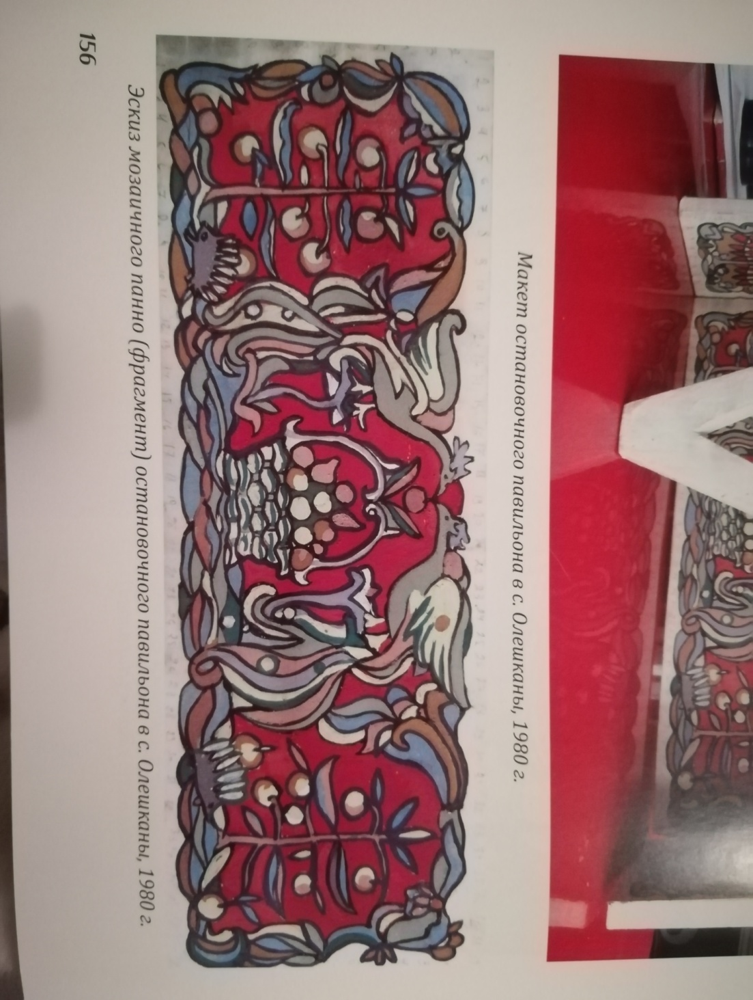 Макет остановочного павильона в с. Олешканы, 1980 г.
Эскиз мозаичного панно (фрагмент) остановочного павильона в с. Олешканы, 1980 г.
156